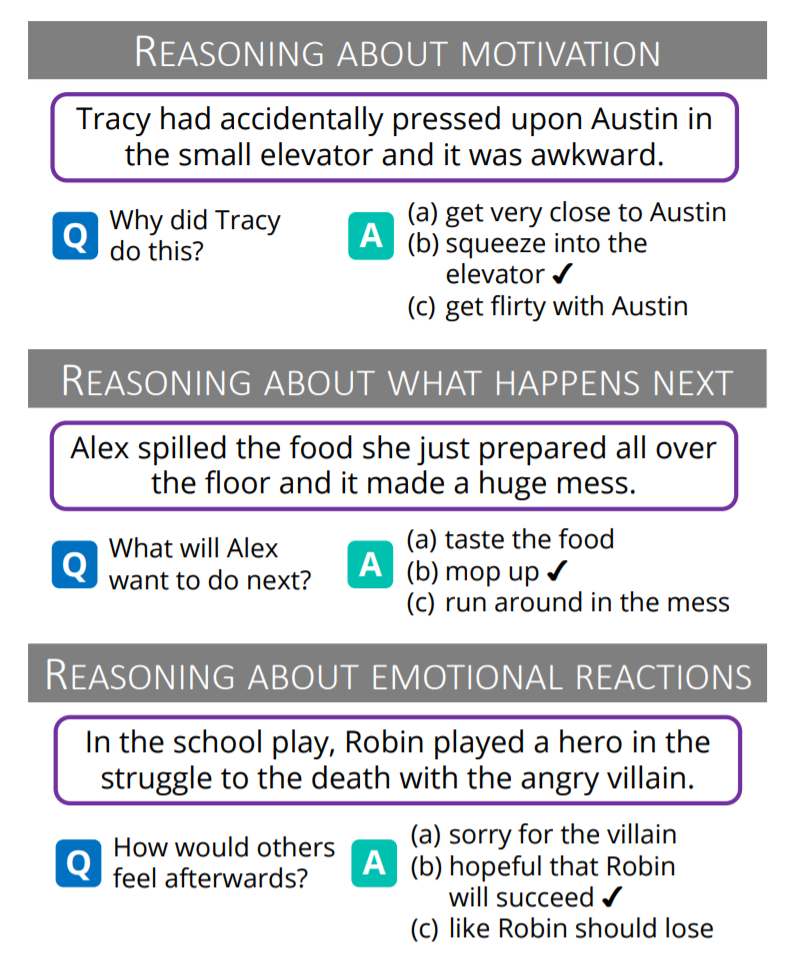 REASONING ABOUT MOTIVATION
Tracy had accidentally pressed upon Austin in
the small elevator and it was awkward.
Q
Why did Tracy
do this?
A
(a) get very close to Austin
(b) squeeze into the
elevator ✔
(c) get flirty with Austin
REASONING ABOUT WHAT HAPPENS NEXT
Alex spilled the food she just prepared all over
the floor and it made a huge mess.
Q
What will Alex
want to do next?
A
(a) taste the food
(b) mop up ✔
(c) run around in the mess
REASONING ABOUT EMOTIONAL REACTIONS
In the school play, Robin played a hero in the
struggle to the death with the angry villain.
Q
How would others
feel afterwards?
A
(a) sorry for the villain
(b) hopeful that Robin
will succeed ✔
(c) like Robin should lose